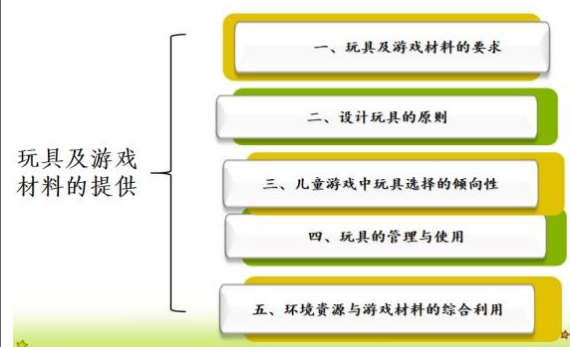 一、玩具及游戏材料的要求
二、设计玩具的原则
玩具及游戏
材料的提供
三、儿童游戏中玩具选择的倾向性
四、玩具的管理与使用
五、环境资源与游戏材料的综合利用